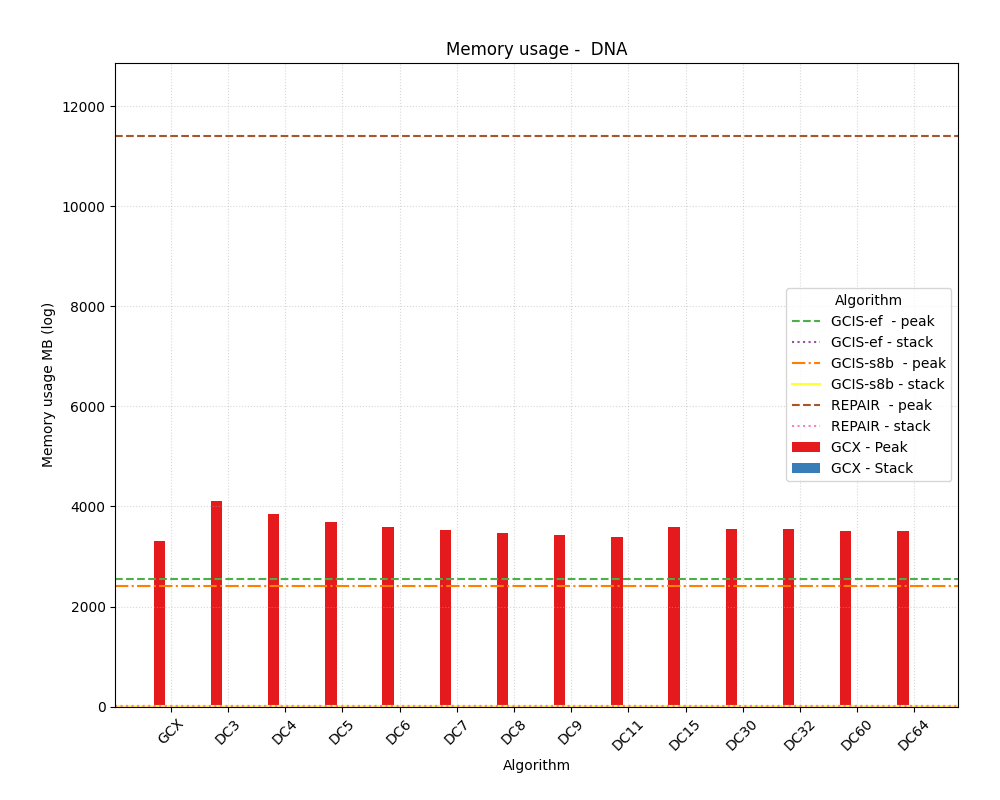 Memory usage -  DNA
12000
10000
8000
6000
4000
2000
0
Memory usage MB (log)
Algorithm
GCIS-ef  - peak
GCIS-ef - stack
GCIS-s8b  - peak
GCIS-s8b - stack
REPAIR  - peak
REPAIR - stack
GCX - Peak
GCX - Stack
GCX
DC3
DC4
DC5
DC6
DC7
DC8
DC9
DC11
DC15
DC30
DC32
DC60
DC64
Algorithm